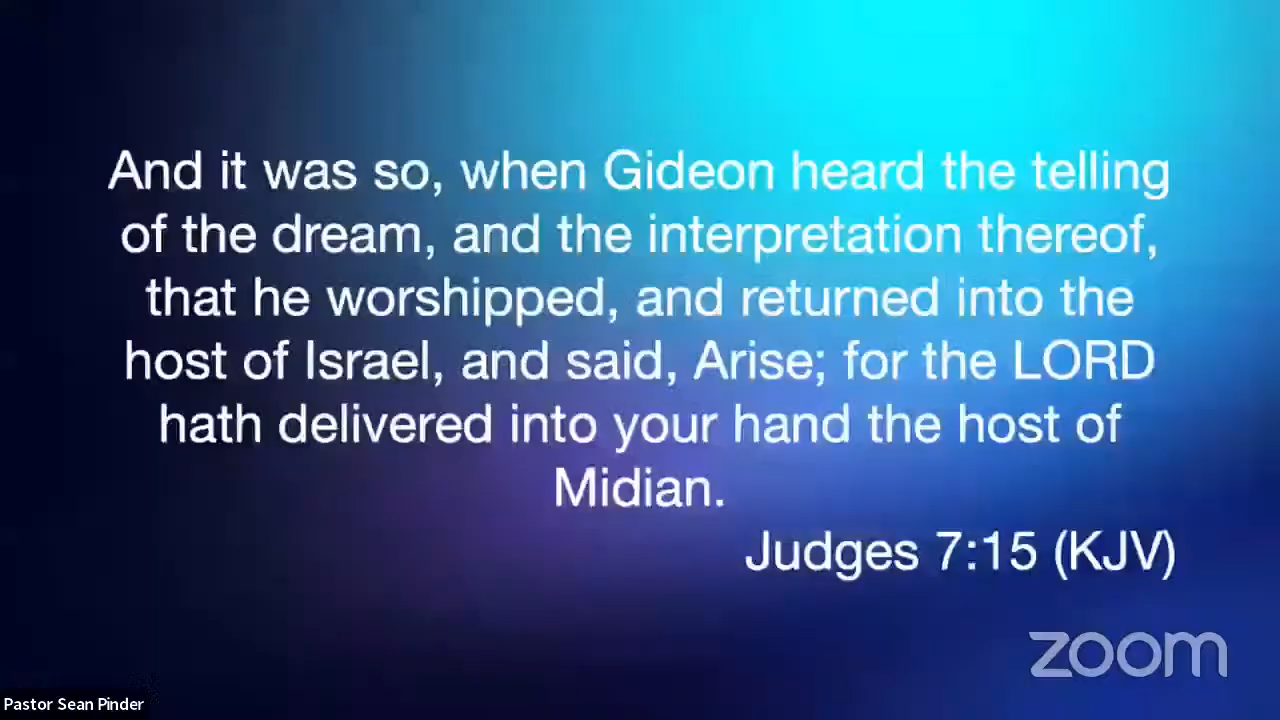 And it was so, when Gideon heard the telling
of the dream, and the interpretation thereof,
that he worshipped, and returned into the
host of Israel, and said, Arise; for the LORD
hath delivered into your hand the host of
Midian.
Judges 7:15 (KJV)
zoom
Pastor Sean Pinder